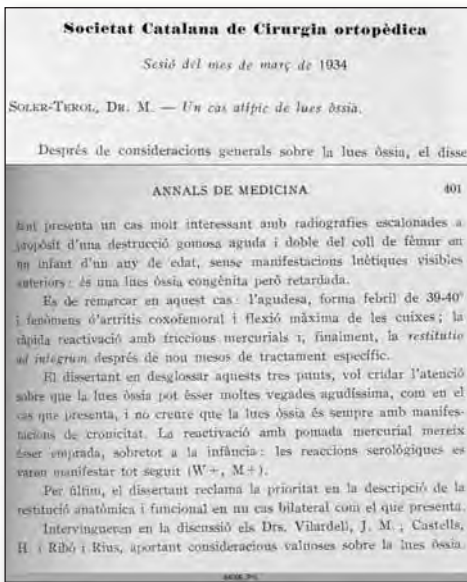 Societat Catalana de Cirurgia ortopèdica
Sesió del mes de març de 1934
SOLER-TEROL, DR. M. — Un cas atípic de lues òssia.
Després de consideracions generals sobre la lues òssia, el disse
ANNALS DE MEDICINA 401
tant presenta un cas molt interessant amb radiografies escalonades a
propòsit d'una destrucció gomosa aguda i doble del coll de fèmur en
un infant d'un any de edat, sense manifestacions luètiques visibles
anteriors: és una lues òssia congènita però retardada.
Es de remarcar en aquest cas: l'agudesa, forma febril de 39-40°
i fenòmens d'artritis coxofemoral i flexió màxima de les cuixes; la
ràpida reactivació amb friccions mercurials i, finalment, la restitutio
ad integrum després de nou mesos de tractament específic.
El dissertant en desglossar aquests tres punts, vol cridar l'atenció
sobre que la lues òssia pot ésser moltes vegades agudíssima, com en el
cas que presenta, i no creure que la lues òssia és sempre amb manifes-
tacions de cronicitat. La reactivació amb pomada mercurial mereix
ésser emprada, sobretot a la infància: les reaccions serològiques es
varen manifestar tot seguit (W+, M+).
Per últim, el dissertant reclama la prioritat en la descripció de la
restitució anatòmica i funcional en un cas bilateral com el que presenta.
Intervingueren en la discussió els Drs. Vilardell, J. M.; Castells,
H. i Ribó i Rius, aportant consideracions valuoses sobre la lues òssia.